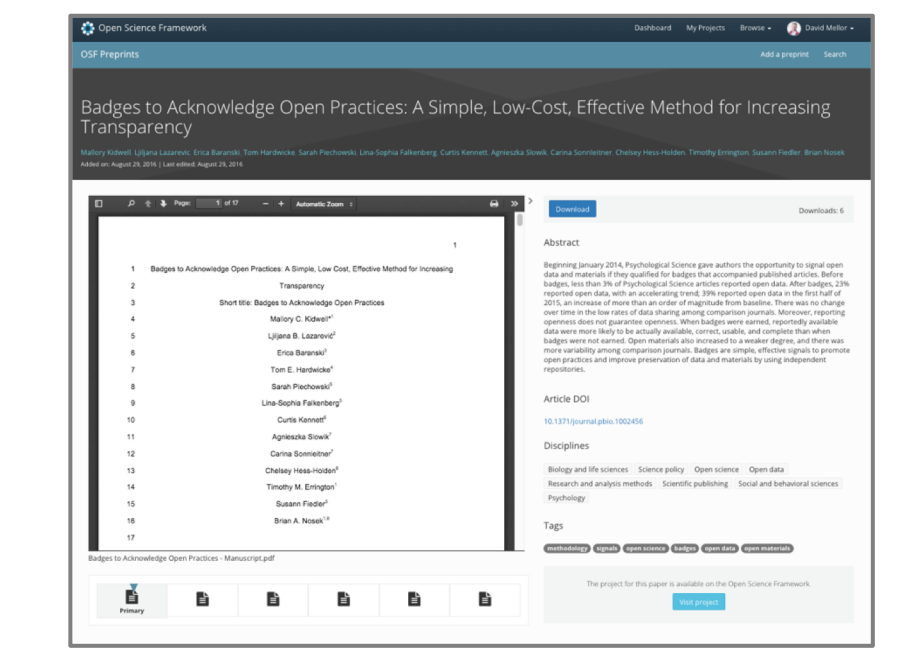 Open Science Framework
Dashboard My Projects Browse David Mellor
OSF Preprints
Add a preprint Search
Badges to Acknowledge Open Practices: A Simple, Low-Cost, Effective Method for Increasing
Transparency
Mallory Kidwell, Ljiljana Lazarevic, Erica Baranski, Tom Hardwicke, Sarah Piechowski, Lina-Sophia Falkenberg, Curtis Kennett, Agnieszka Slowik, Carina Sonnleitner, Chelsey Hess-Holden, Timothy Errington, Susann Fiedler, Brian Nosek
Added on: August 29, 2016 | Last edited: August 29, 2016
Page: 1 of 17 − + Automatic Zoom
1
1 Badges to Acknowledge Open Practices: A Simple, Low Cost, Effective Method for Increasing
2 Transparency
3 Short title: Badges to Acknowledge Open Practices
4 Mallory C. Kidwell*¹
5 Ljiljana B. Lazarević²
6 Erica Baranski³
7 Tom E. Hardwicke⁴
8 Sarah Piechowski⁵
9 Lina-Sophia Falkenberg⁵
10 Curtis Kennett⁶
11 Agnieszka Slowik⁷
12 Carina Sonnleitner⁷
13 Chelsey Hess-Holden⁶
14 Timothy M. Errington¹
15 Susann Fiedler⁵
16 Brian A. Nosek¹,⁸
17
Badges to Acknowledge Open Practices - Manuscript.pdf
Primary
Download
Downloads: 6
Abstract
Beginning January 2014, Psychological Science gave authors the opportunity to signal open
data and materials if they qualified for badges that accompanied published articles. Before
badges, less than 3% of Psychological Science articles reported open data. After badges, 23%
reported open data, with an accelerating trend; 39% reported open data in the first half of
2015, an increase of more than an order of magnitude from baseline. There was no change
over time in the low rates of data sharing among comparison journals. Moreover, reporting
openness does not guarantee openness. When badges were earned, reportedly available
data were more likely to be actually available, correct, usable, and complete than when
badges were not earned. Open materials also increased to a weaker degree, and there was
more variability among comparison journals. Badges are simple, effective signals to promote
open practices and improve preservation of data and materials by using independent
repositories.
Article DOI
10.1371/journal.pbio.1002456
Disciplines
Biology and life sciences Science policy Open science Open data
Research and analysis methods Scientific publishing Social and behavioral sciences
Psychology
Tags
methodology signals open science badges open data open materials
The project for this paper is available on the Open Science Framework.
Visit project